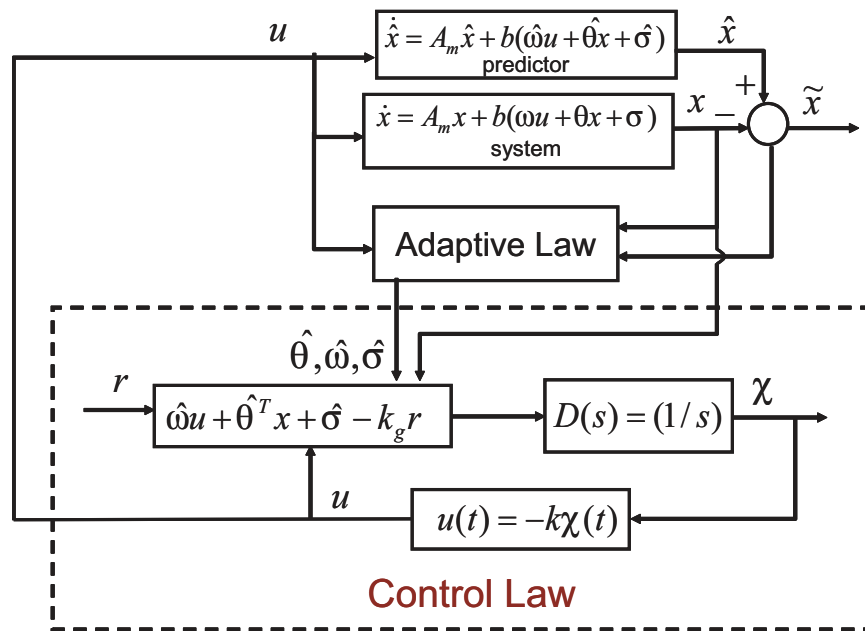 u
ẋ̂ = A_m x̂ + b(ω̂u + θ̂x + σ̂)
predictor
x̂
+
x
−
x̃
ẋ = A_m x + b(ωu + θx + σ)
system
Adaptive Law
θ̂,ω̂,σ̂
r
ω̂u + θ̂^T x + σ̂ − k_g r
D(s) = (1/s)
χ
u
u(t) = −kχ(t)
Control Law